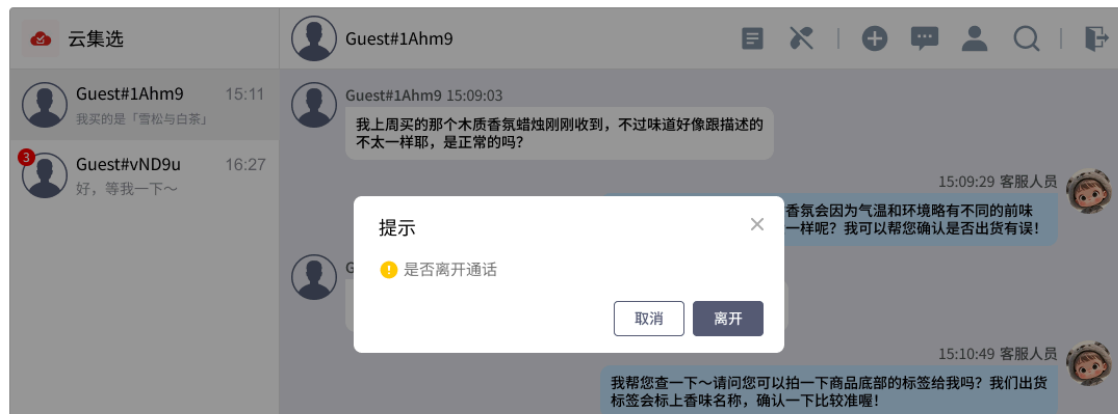 云集选
Guest#1Ahm9
Guest#1Ahm9 15:11
我买的是「雪松与白茶」
3
Guest#vND9u 16:27
好，等我一下～
Guest#1Ahm9 15:09:03
我上周买的那个木质香氛蜡烛刚刚收到，不过味道好像跟描述的
不太一样耶，是正常的吗？
15:09:29 客服人员
香氛会因为气温和环境略有不同的前味
一样呢？我可以帮您确认是否出货有误！
提示
是否离开通话
取消 离开
15:10:49 客服人员
我帮您查一下～请问您可以拍一下商品底部的标签给我吗？我们出货
标签会标上香味名称，确认一下比较准喔！